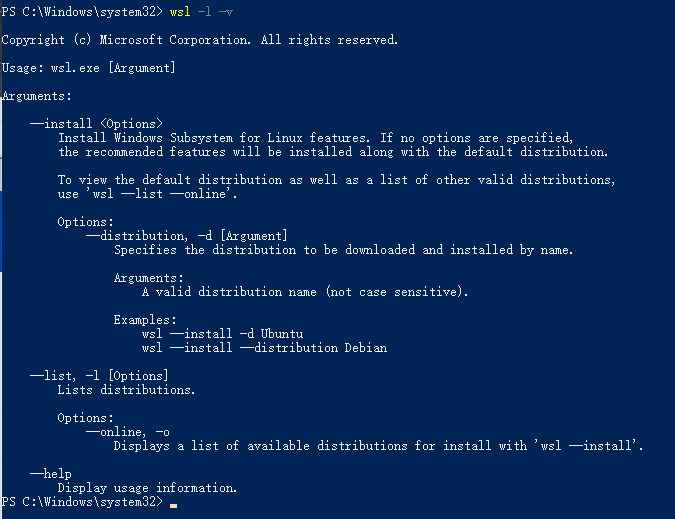 PS C:\Windows\system32> wsl -l -v
Copyright (c) Microsoft Corporation. All rights reserved.
Usage: wsl.exe [Argument]
Arguments:
--install <Options>
Install Windows Subsystem for Linux features. If no options are specified,
the recommended features will be installed along with the default distribution.
To view the default distribution as well as a list of other valid distributions,
use 'wsl --list --online'.
Options:
--distribution, -d [Argument]
Specifies the distribution to be downloaded and installed by name.
Arguments:
A valid distribution name (not case sensitive).
Examples:
wsl --install -d Ubuntu
wsl --install --distribution Debian
--list, -l [Options]
Lists distributions.
Options:
--online, -o
Displays a list of available distributions for install with 'wsl --install'.
--help
Display usage information.
PS C:\Windows\system32>